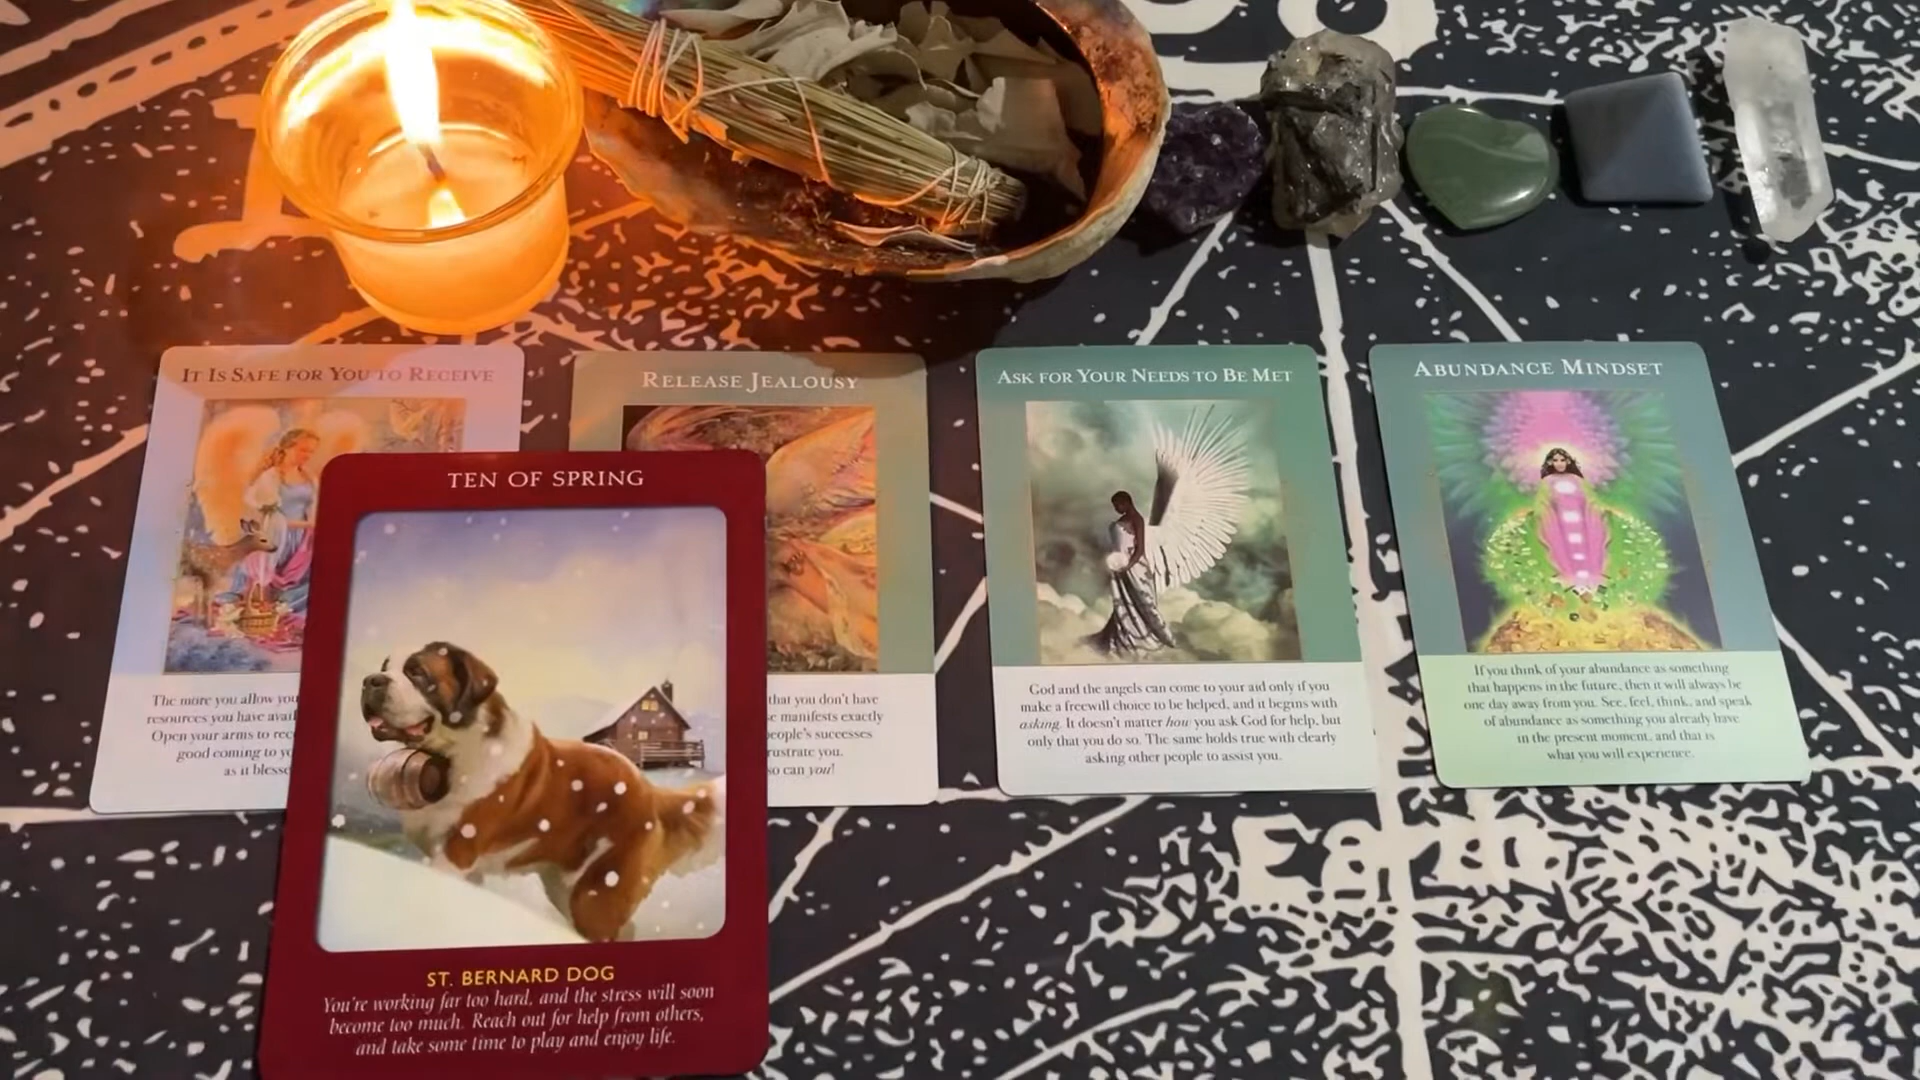 IT IS SAFE FOR YOU TO RECEIVE
RELEASE JEALOUSY
ASK FOR YOUR NEEDS TO BE MET
ABUNDANCE MINDSET
The more you allow you
resources you have avail
Open your arms to rec
good coming to yo
as it bless
that you don't have
manifests exactly
people's successes
rustrate you.
so can you!
God and the angels can come to your aid only if you
make a freewill choice to be helped, and it begins with
asking. It doesn't matter how you ask God for help, but
only that you do so. The same holds true with clearly
asking other people to assist you.
If you think of your abundance as something
that happens in the future, then it will always be
one day away from you. See, feel, think, and speak
of abundance as something you already have
in the present moment, and that is
what you will experience.
TEN OF SPRING
ST. BERNARD DOG
You're working far too hard, and the stress will soon
become too much. Reach out for help from others,
and take some time to play and enjoy life.